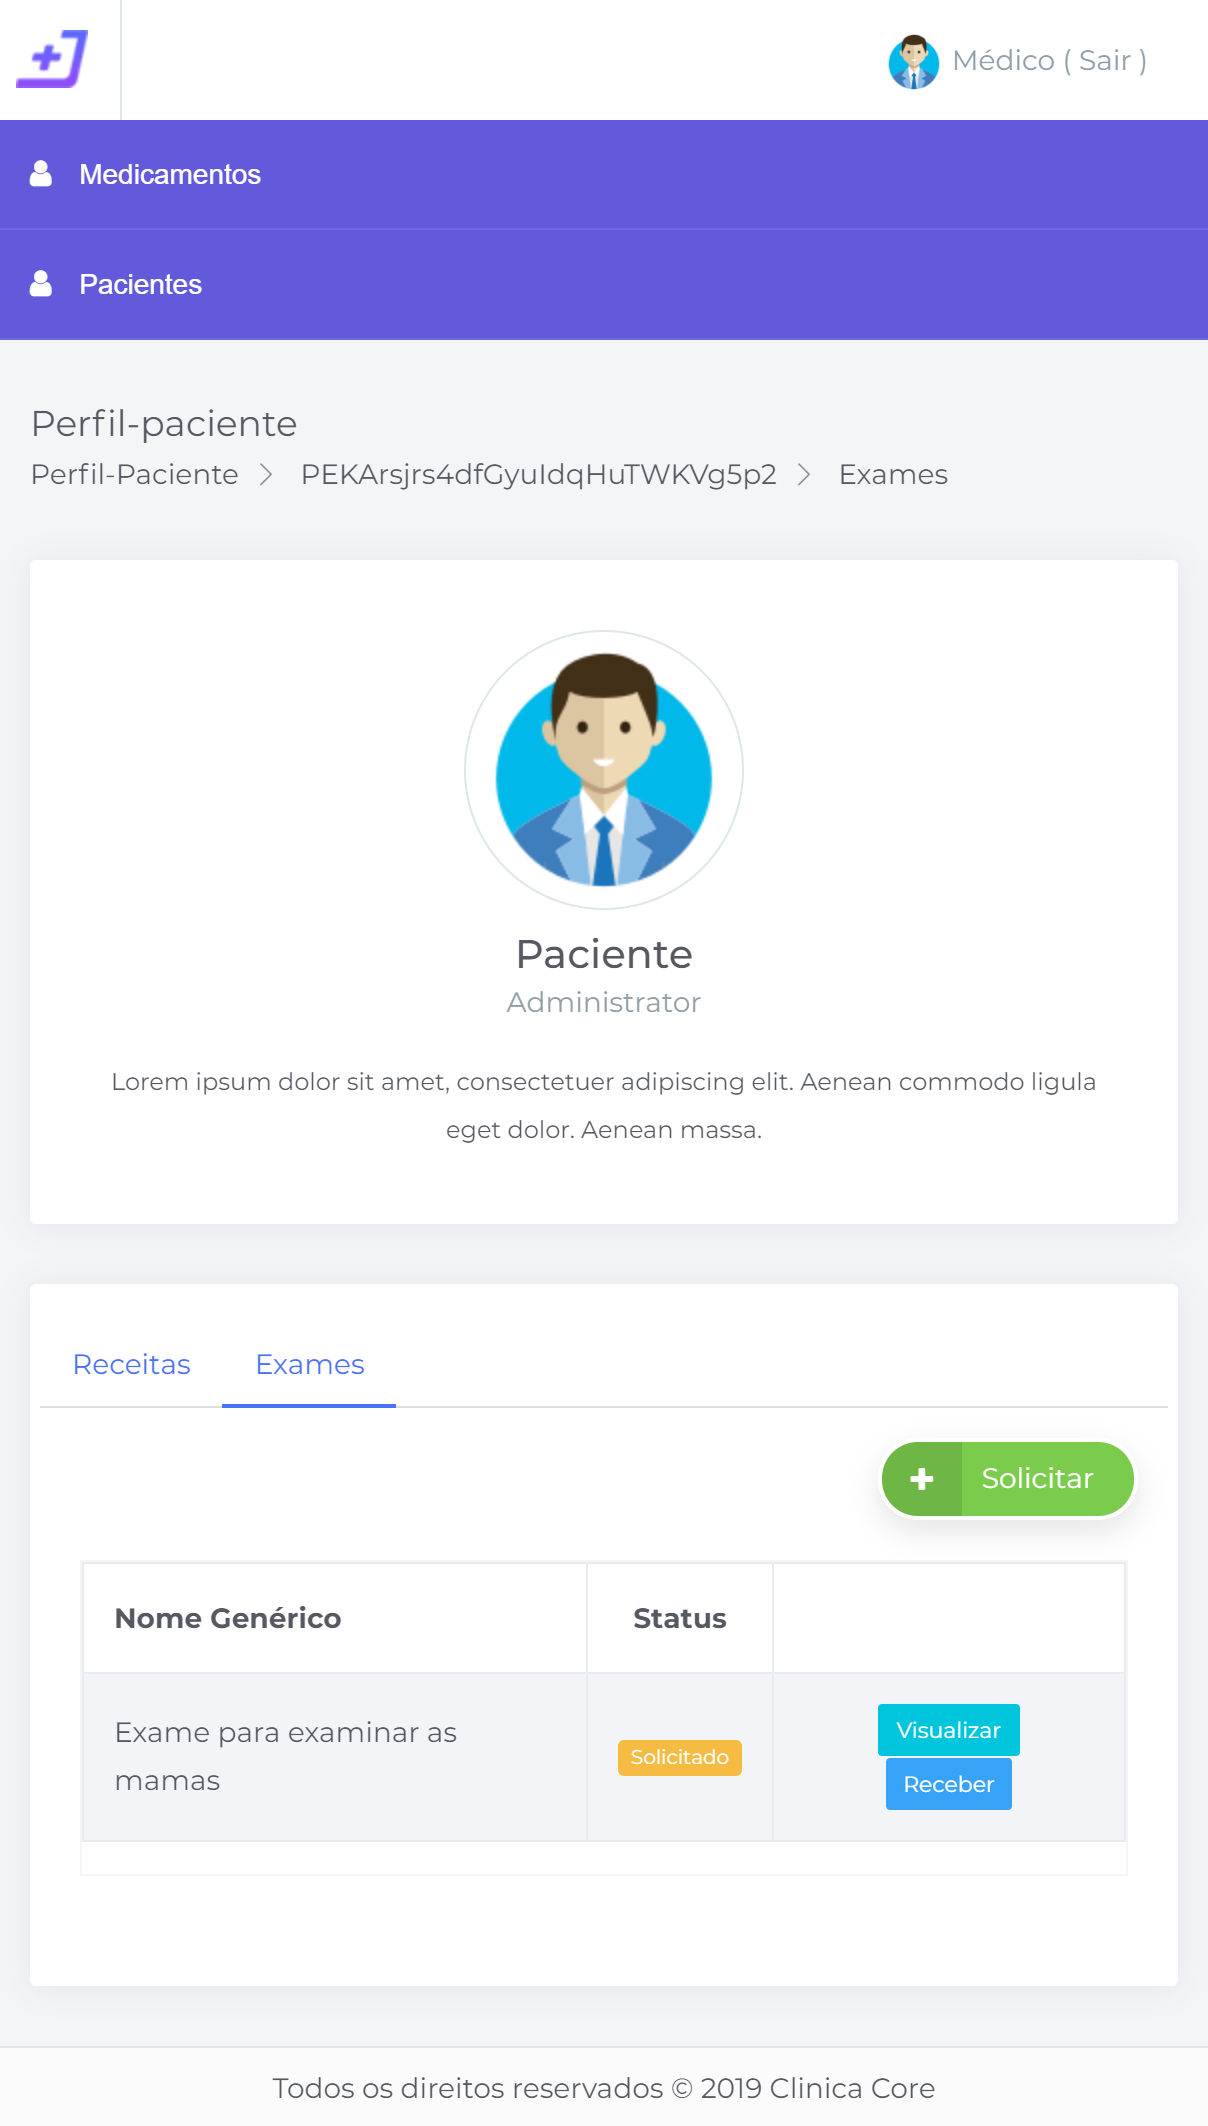 Médico ( Sair )
Medicamentos
Pacientes
Perfil-paciente
Perfil-Paciente > PEKArsjrs4dfGyuIdqHuTWKVg5p2 > Exames
Paciente
Administrator
Lorem ipsum dolor sit amet, consectetuer adipiscing elit. Aenean commodo ligula
eget dolor. Aenean massa.
Receitas Exames
Solicitar
Nome Genérico Status
Exame para examinar as
mamas
Solicitado
Visualizar
Receber
Todos os direitos reservados © 2019 Clinica Core